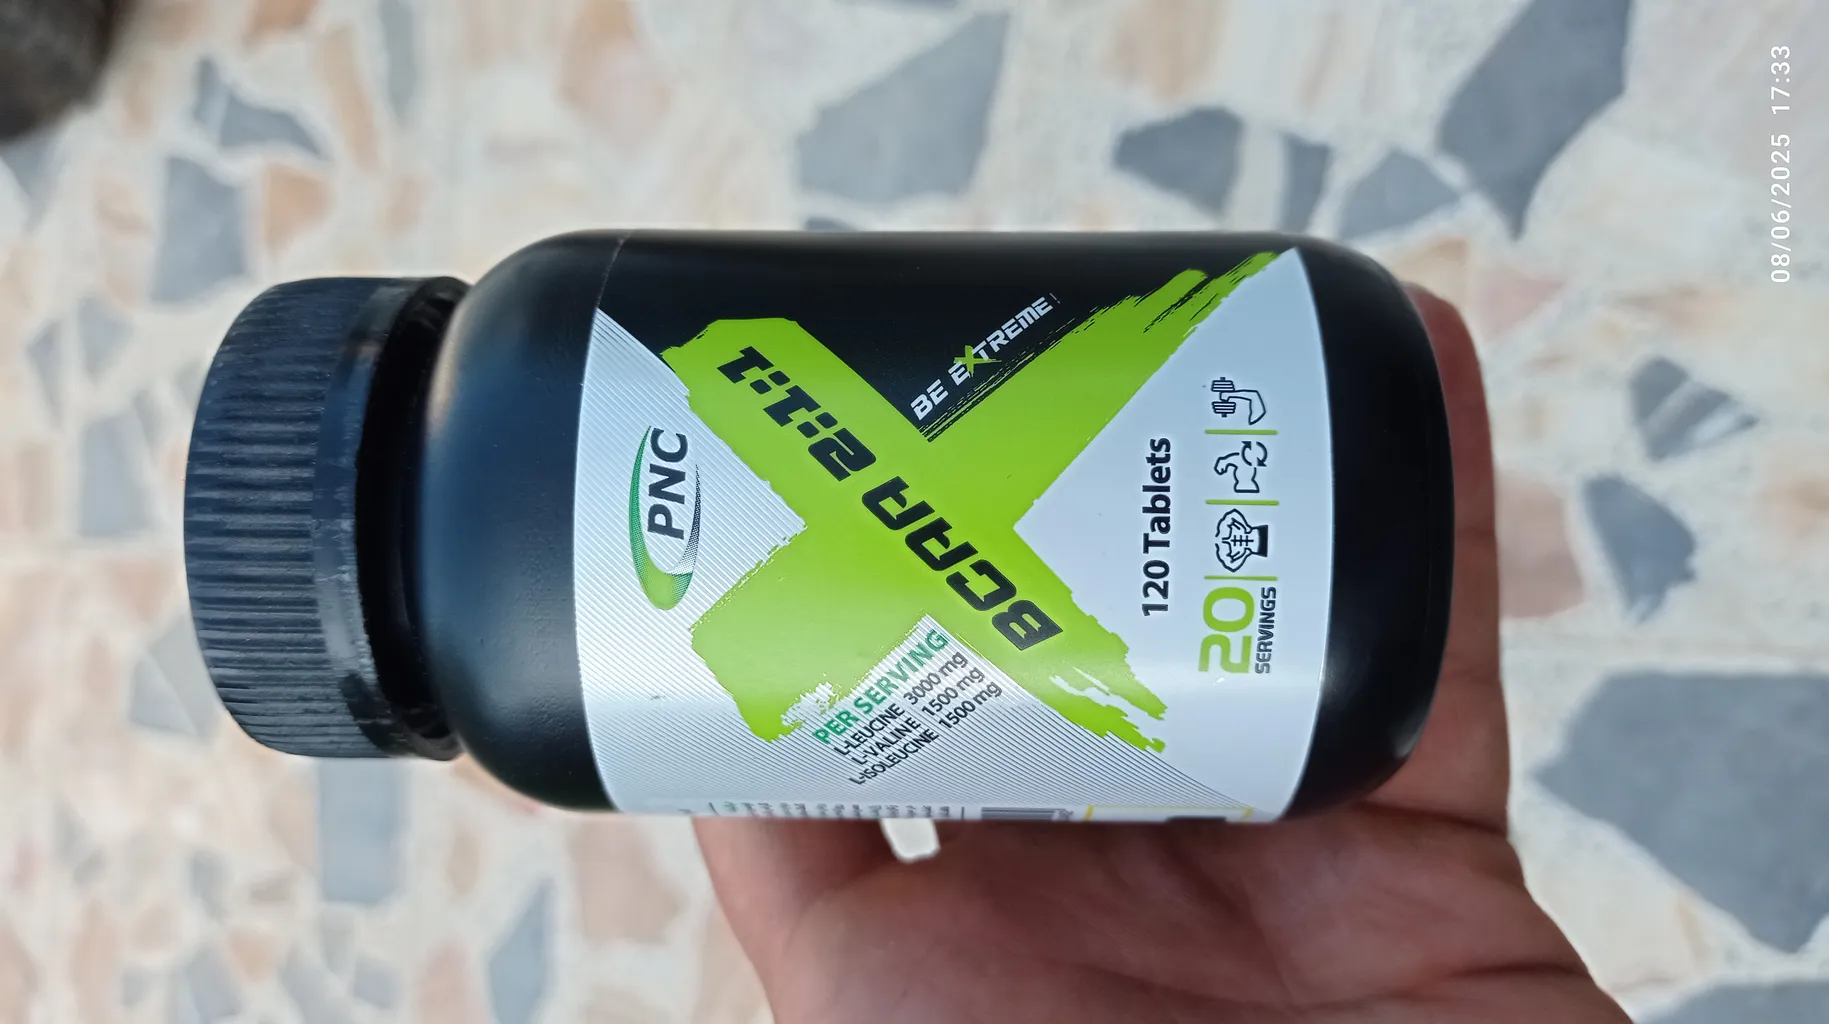 PNC
BCAA 2:1:1
BE EXTREME
PER SERVING
L-LEUCINE 3000 mg
L-VALINE 1500 mg
L-ISOLEUCINE 1500 mg
120 Tablets
20
SERVINGS
08/06/2025 17:33